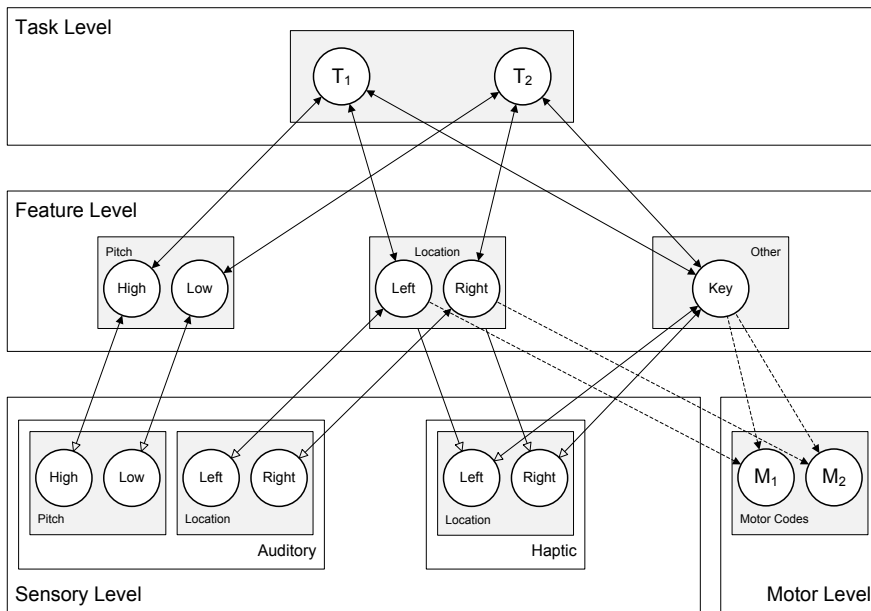 Task Level
T1
T2
Feature Level
Pitch
High
Low
Location
Left
Right
Other
Key
High
Low
Pitch
Left
Right
Location
Auditory
Left
Right
Location
Haptic
Sensory Level
M1
M2
Motor Codes
Motor Level